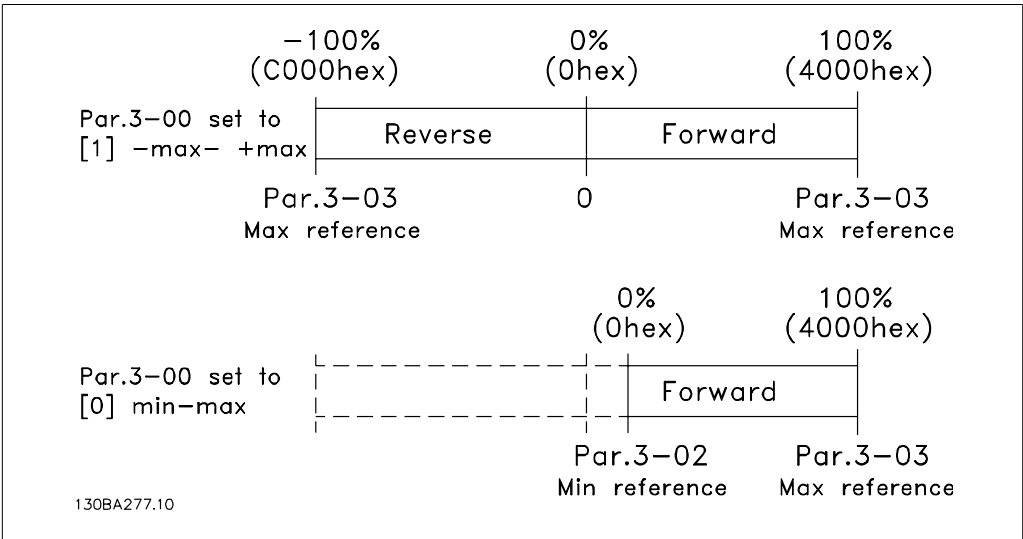 -100% 0% 100%
(C000hex) (0hex) (4000hex)
Par.3-00 set to
[1] -max- +max
Reverse Forward
Par.3-03 0 Par.3-03
Max reference Max reference
0% 100%
(0hex) (4000hex)
Par.3-00 set to
[0] min-max
Forward
Par.3-02 Par.3-03
Min reference Max reference
130BA277.10